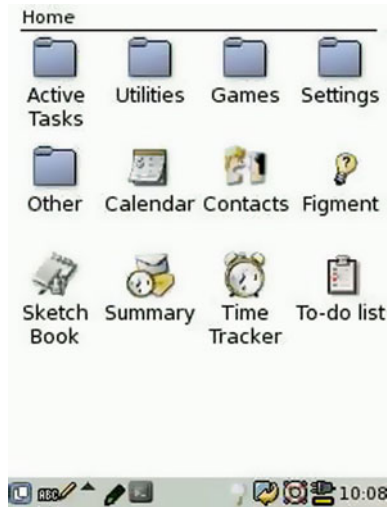 Home
Active Tasks
Utilities
Games
Settings
Other
Calendar
Contacts
Figment
Sketch Book
Summary
Time Tracker
To-do list
ABC
10:08